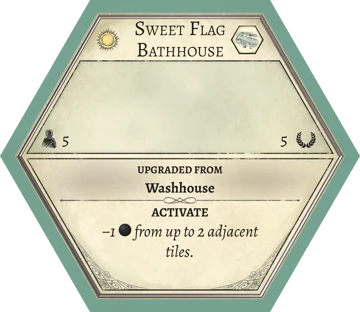 Sweet Flag
Bathhouse
5 5
UPGRADED FROM
Washhouse
ACTIVATE
–1 from up to 2 adjacent
tiles.